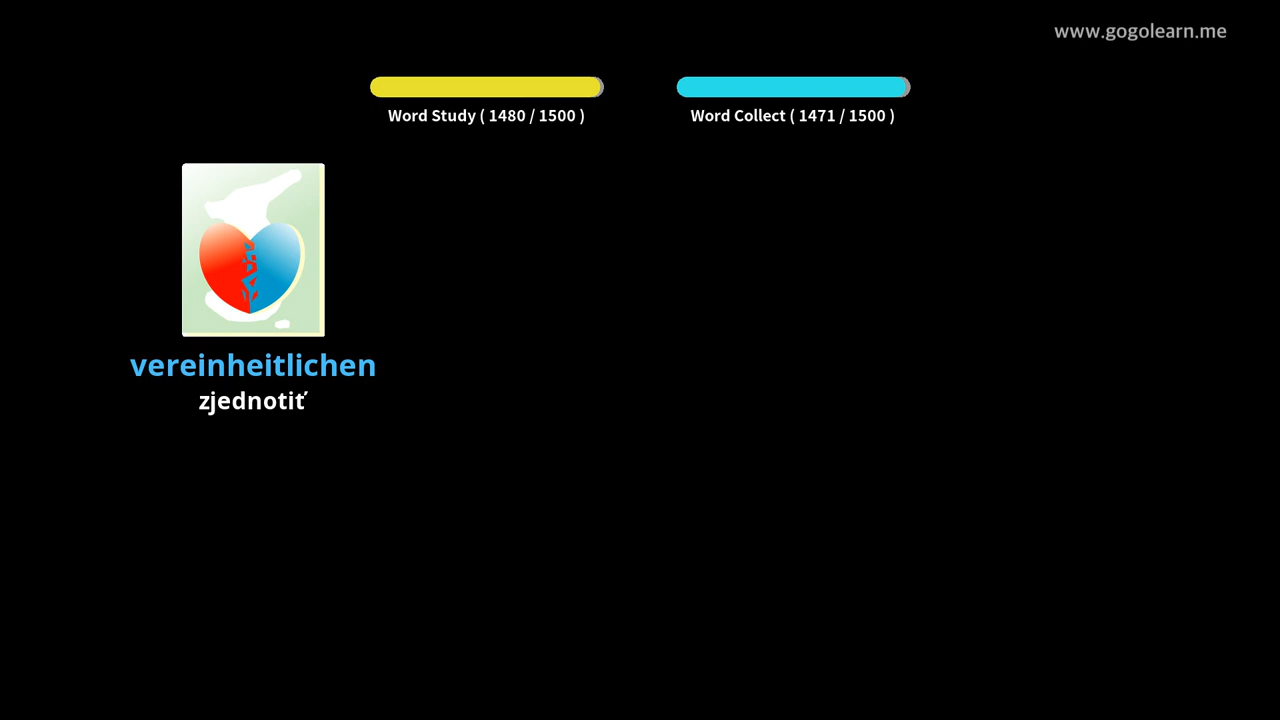 www.gogolearn.me
Word Study ( 1480 / 1500 )
Word Collect ( 1471 / 1500 )
vereinheitlichen
zjednotiť